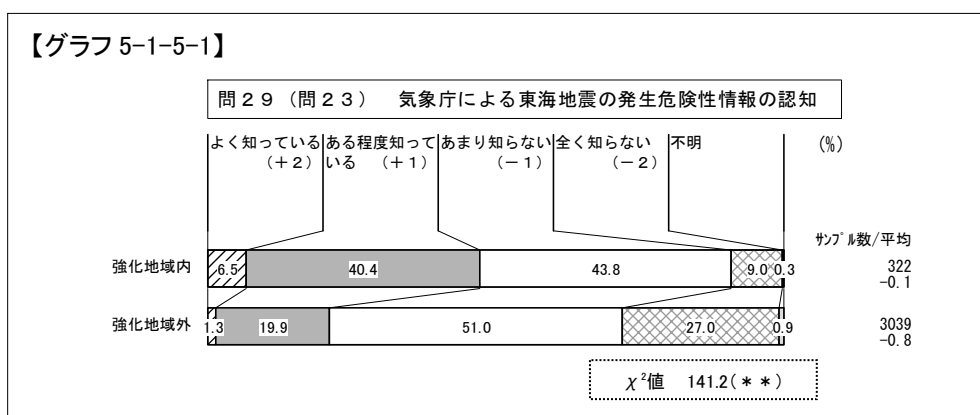 【グラフ 5-1-5-1】
問２９（問２３）　気象庁による東海地震の発生危険性情報の認知
よく知っている ある程度知って あまり知らない 全く知らない 不明 (%)
（＋２） いる （＋１） （－１） （－２）
ｻﾝﾌﾟﾙ数/平均
強化地域内 6.5 40.4 43.8 9.0 0.3 322
-0.1
強化地域外 1.3 19.9 51.0 27.0 0.9 3039
-0.8
χ²値 141.2(＊＊)